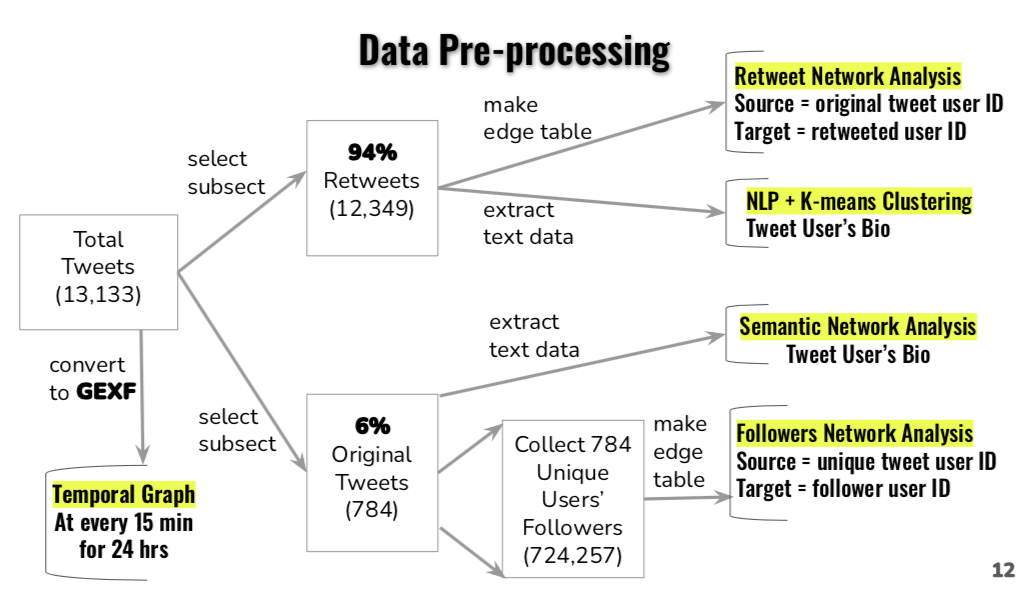 Data Pre-processing
Total
Tweets
(13,133)
convert
to GEXF
Temporal Graph
At every 15 min
for 24 hrs
select
subsect
94%
Retweets
(12,349)
make
edge table
Retweet Network Analysis
Source = original tweet user ID
Target = retweeted user ID
extract
text data
NLP + K-means Clustering
Tweet User's Bio
select
subsect
6%
Original
Tweets
(784)
extract
text data
Semantic Network Analysis
Tweet User's Bio
Collect 784
Unique
Users'
Followers
(724,257)
make
edge
table
Followers Network Analysis
Source = unique tweet user ID
Target = follower user ID
12